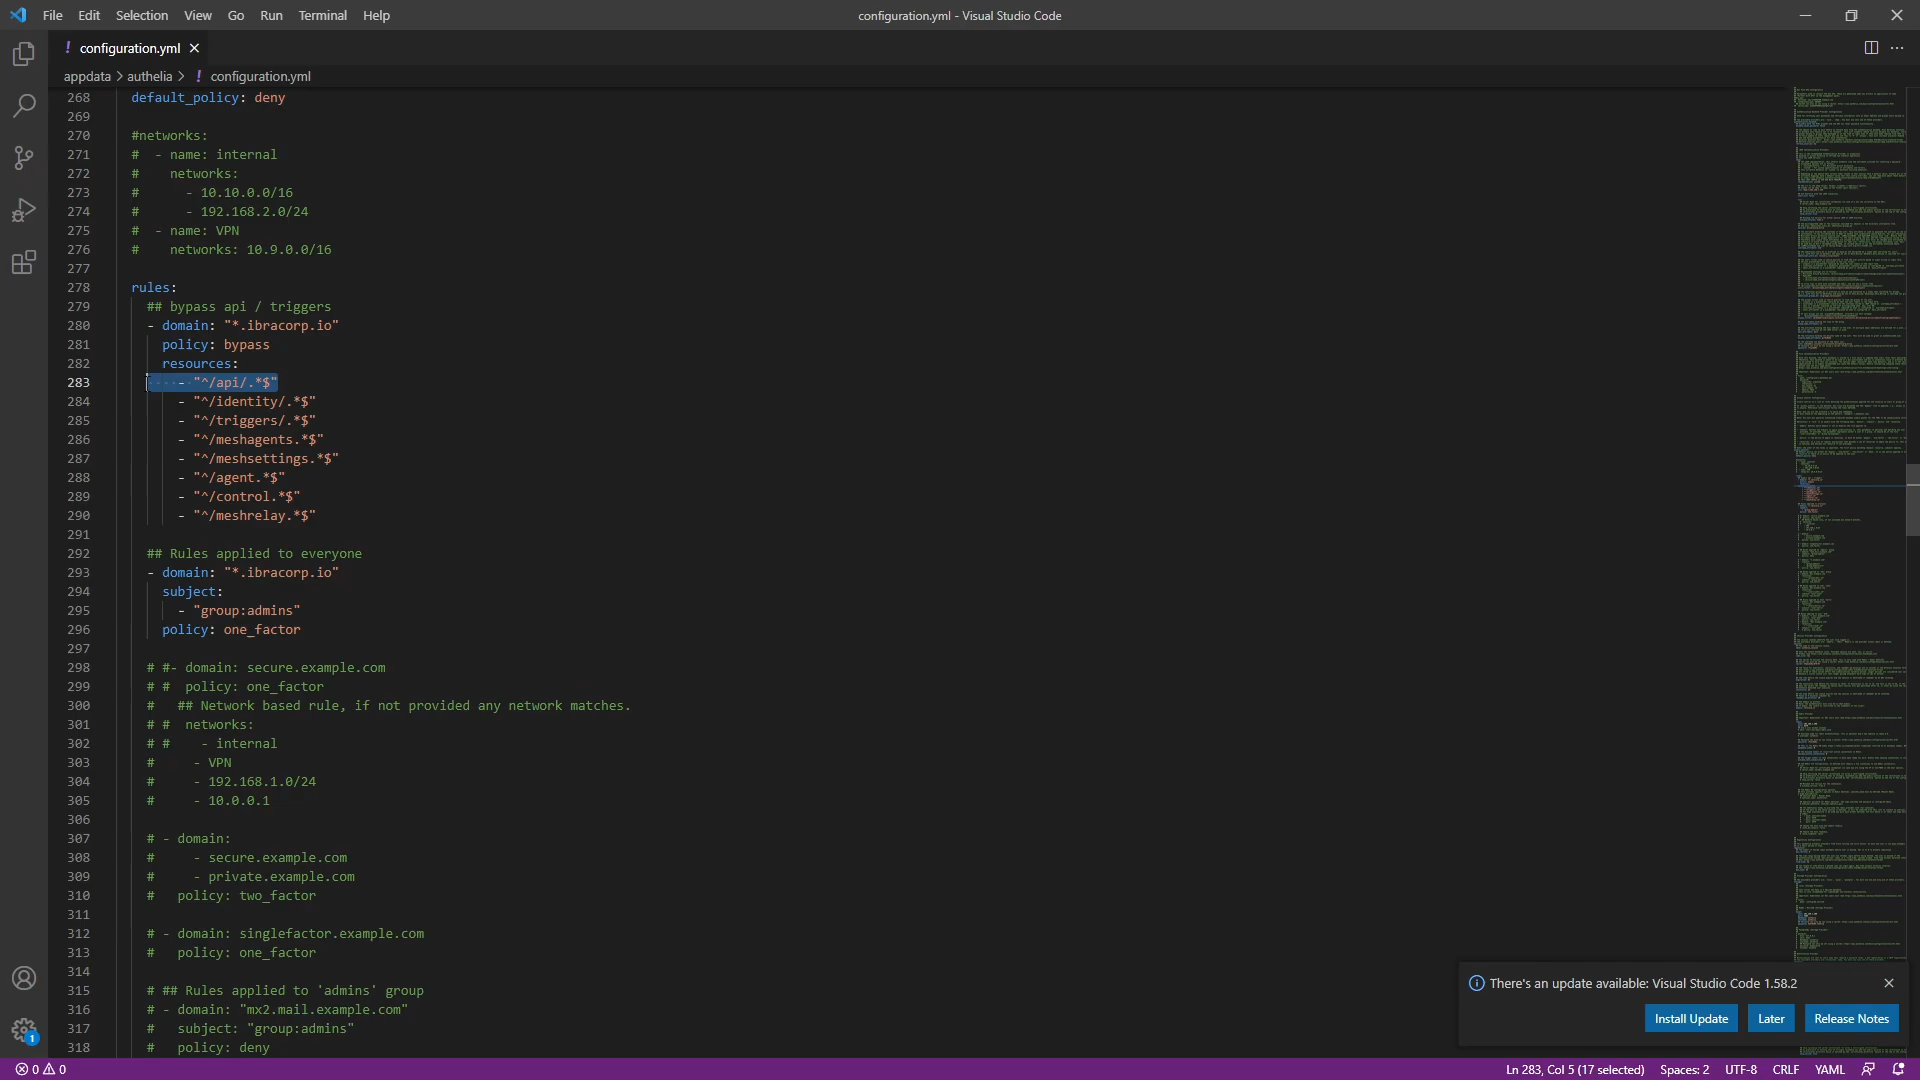 File Edit Selection View Go Run Terminal Help configuration.yml - Visual Studio Code
! configuration.yml
appdata > authelia > ! configuration.yml
268 default_policy: deny
269
270 #networks:
271 #  - name: internal
272 #    networks:
273 #      - 10.10.0.0/16
274 #      - 192.168.2.0/24
275 #  - name: VPN
276 #    networks: 10.9.0.0/16
277
278 rules:
279   ## bypass api / triggers
280   - domain: "*.ibracorp.io"
281     policy: bypass
282     resources:
283       - "^/api/.*$"
284       - "^/identity/.*$"
285       - "^/triggers/.*$"
286       - "^/meshagents.*$"
287       - "^/meshsettings.*$"
288       - "^/agent.*$"
289       - "^/control.*$"
290       - "^/meshrelay.*$"
291
292   ## Rules applied to everyone
293   - domain: "*.ibracorp.io"
294     subject:
295       - "group:admins"
296     policy: one_factor
297
298   # #- domain: secure.example.com
299   # #  policy: one_factor
300   #   ## Network based rule, if not provided any network matches.
301   # #  networks:
302   # #    - internal
303   #     - VPN
304   #     - 192.168.1.0/24
305   #     - 10.0.0.1
306
307   # - domain:
308   #     - secure.example.com
309   #     - private.example.com
310   #   policy: two_factor
311
312   # - domain: singlefactor.example.com
313   #   policy: one_factor
314
315   # ## Rules applied to 'admins' group
316   # - domain: "mx2.mail.example.com"
317   #   subject: "group:admins"
318   #   policy: deny
There's an update available: Visual Studio Code 1.58.2
Install Update Later Release Notes
1
0 0 Ln 283, Col 5 (17 selected) Spaces: 2 UTF-8 CRLF YAML